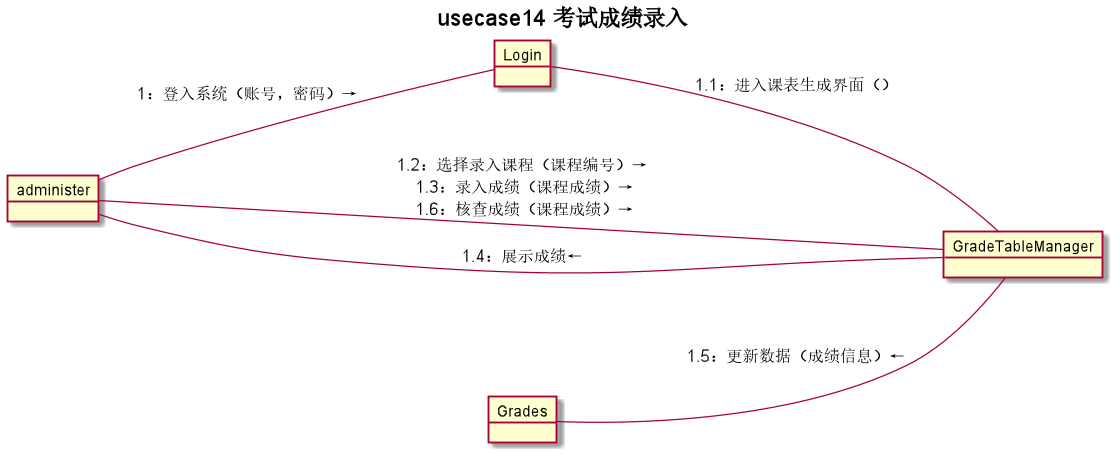 usecase14 考试成绩录入
Login
1.1：进入课表生成界面（）
1：登入系统（账号，密码）→
1.2：选择录入课程（课程编号）→
administer
1.3：录入成绩（课程成绩）→
1.6：核查成绩（课程成绩）→
GradeTableManager
1.4：展示成绩←
1.5：更新数据（成绩信息）←
Grades